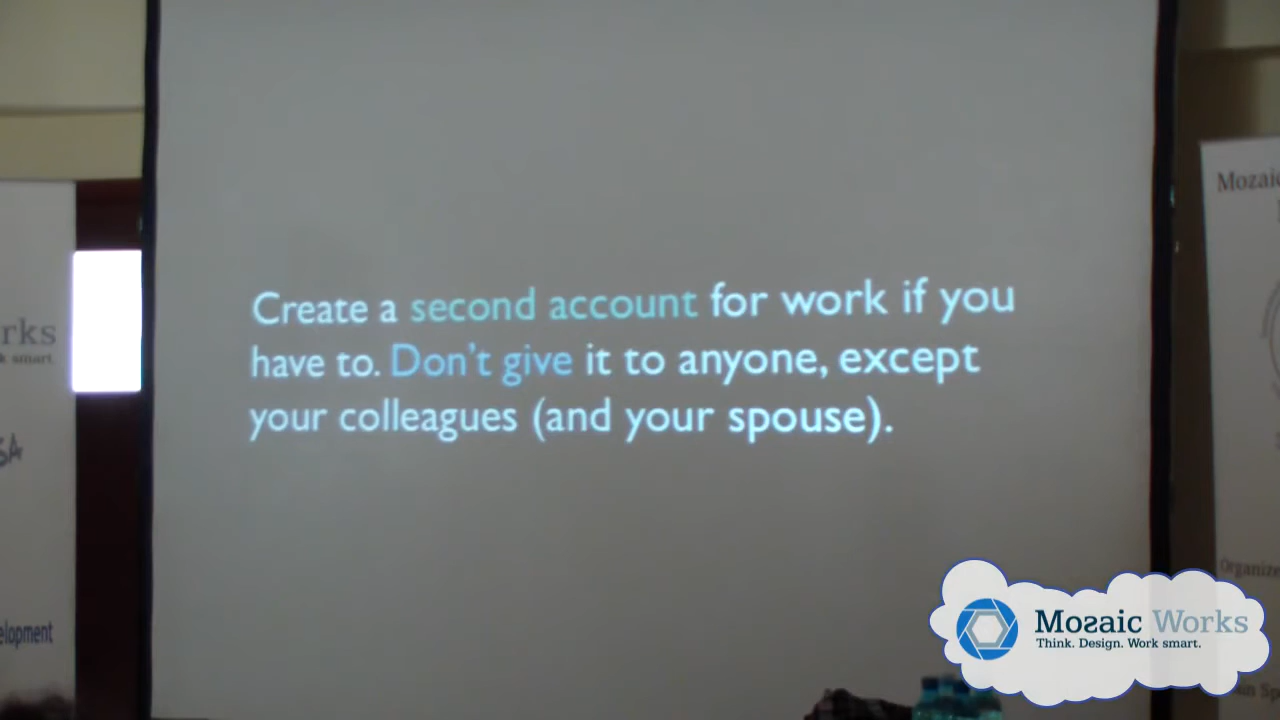 Create a second account for work if you
have to. Don't give it to anyone, except
your colleagues (and your spouse).
Mozaic Works
Think. Design. Work smart.